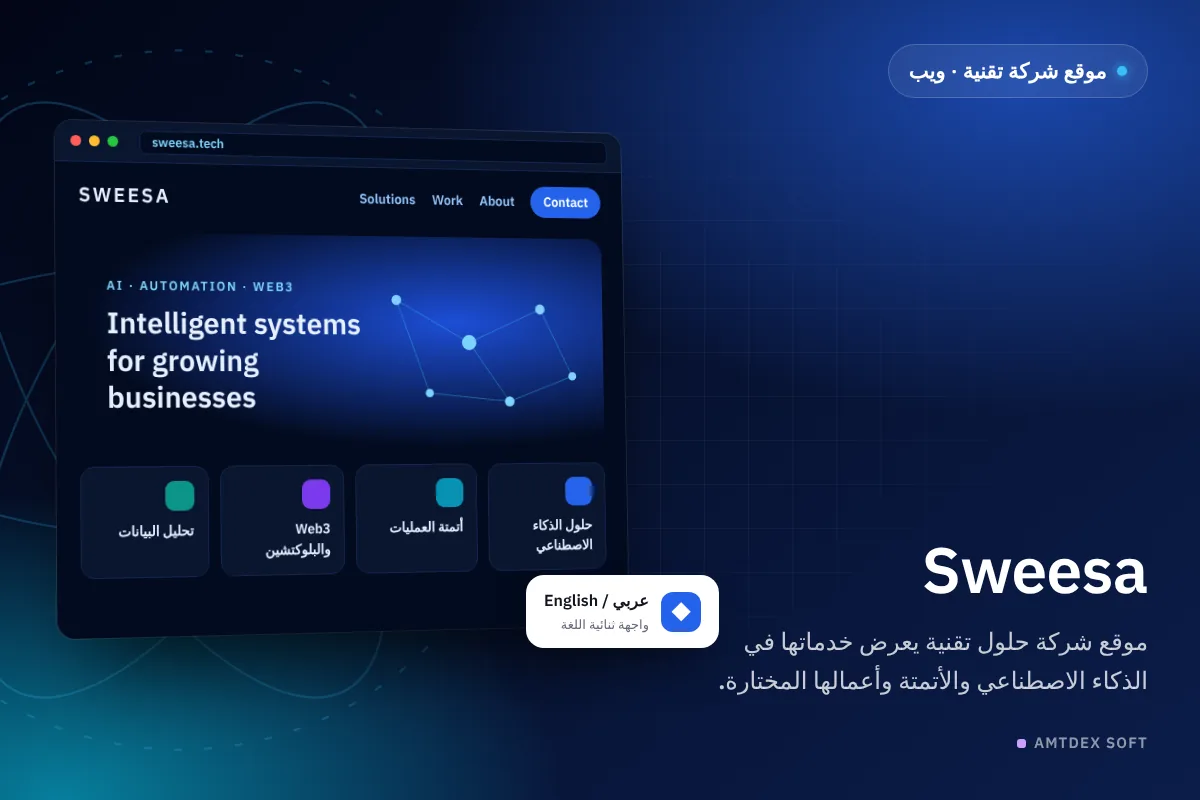 موقع شركة تقنية · ويب
sweesa.tech
SWEESA
Solutions Work About Contact
AI · AUTOMATION · WEB3
Intelligent systems
for growing
businesses
حلول الذكاء
الاصطناعي
أتمتة العمليات
Web3
والبلوكتشين
تحليل البيانات
عربي / English
واجهة ثنائية اللغة
Sweesa
موقع شركة حلول تقنية يعرض خدماتها في
الذكاء الاصطناعي والأتمتة وأعمالها المختارة.
AMTDEX SOFT